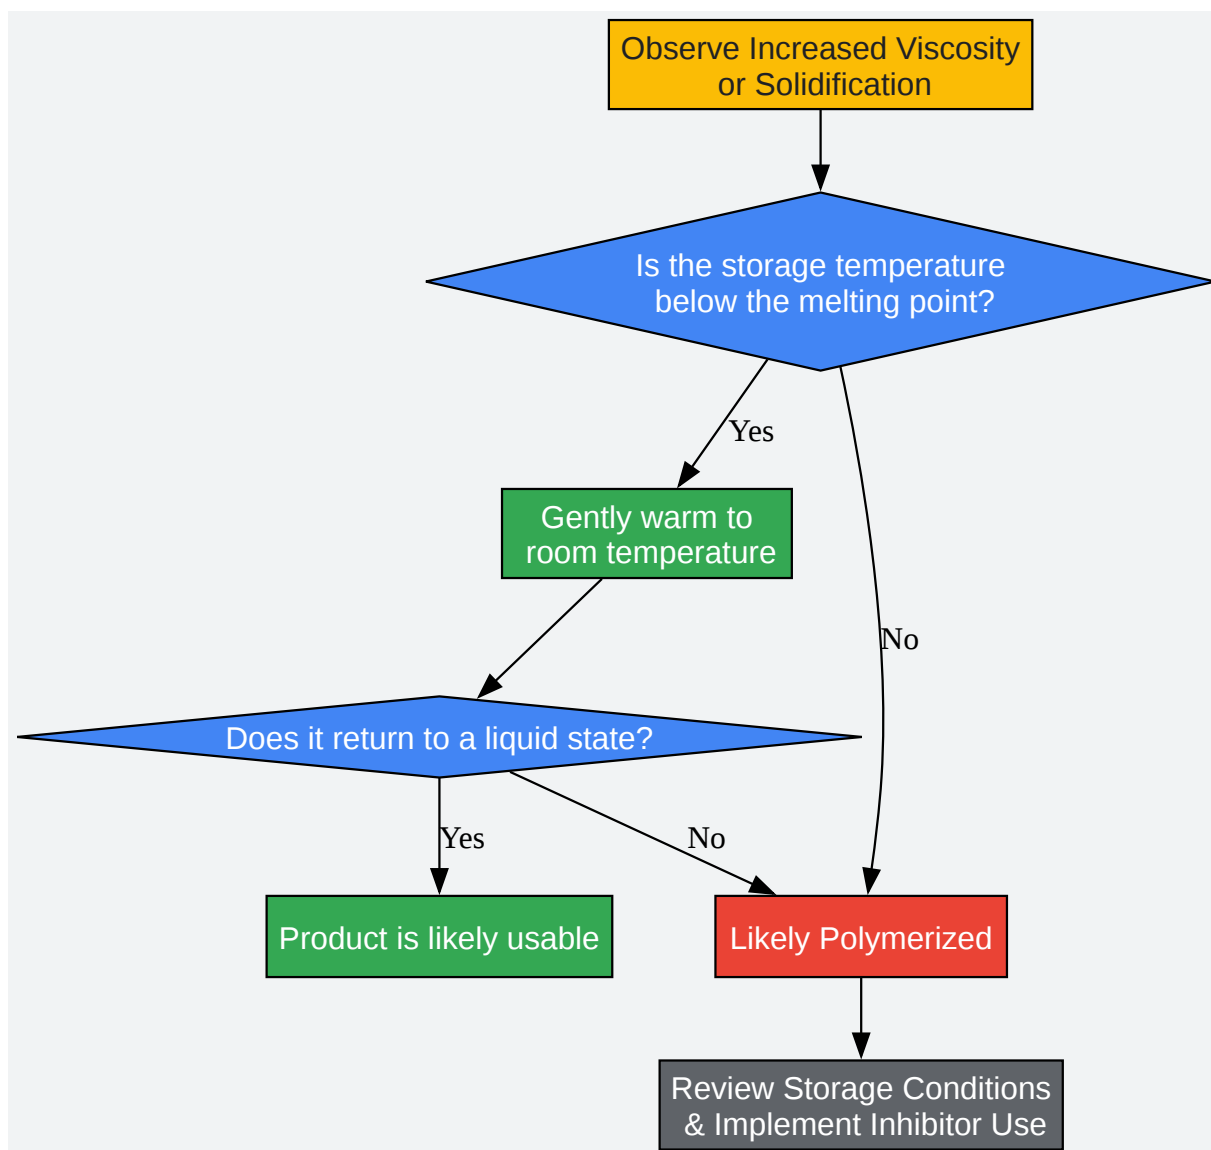 Observe Increased Viscosity
or Solidification
Is the storage temperature
below the melting point?
Yes
Gently warm to
room temperature
No
Does it return to a liquid state?
Yes
No
Product is likely usable
Likely Polymerized
Review Storage Conditions
& Implement Inhibitor Use